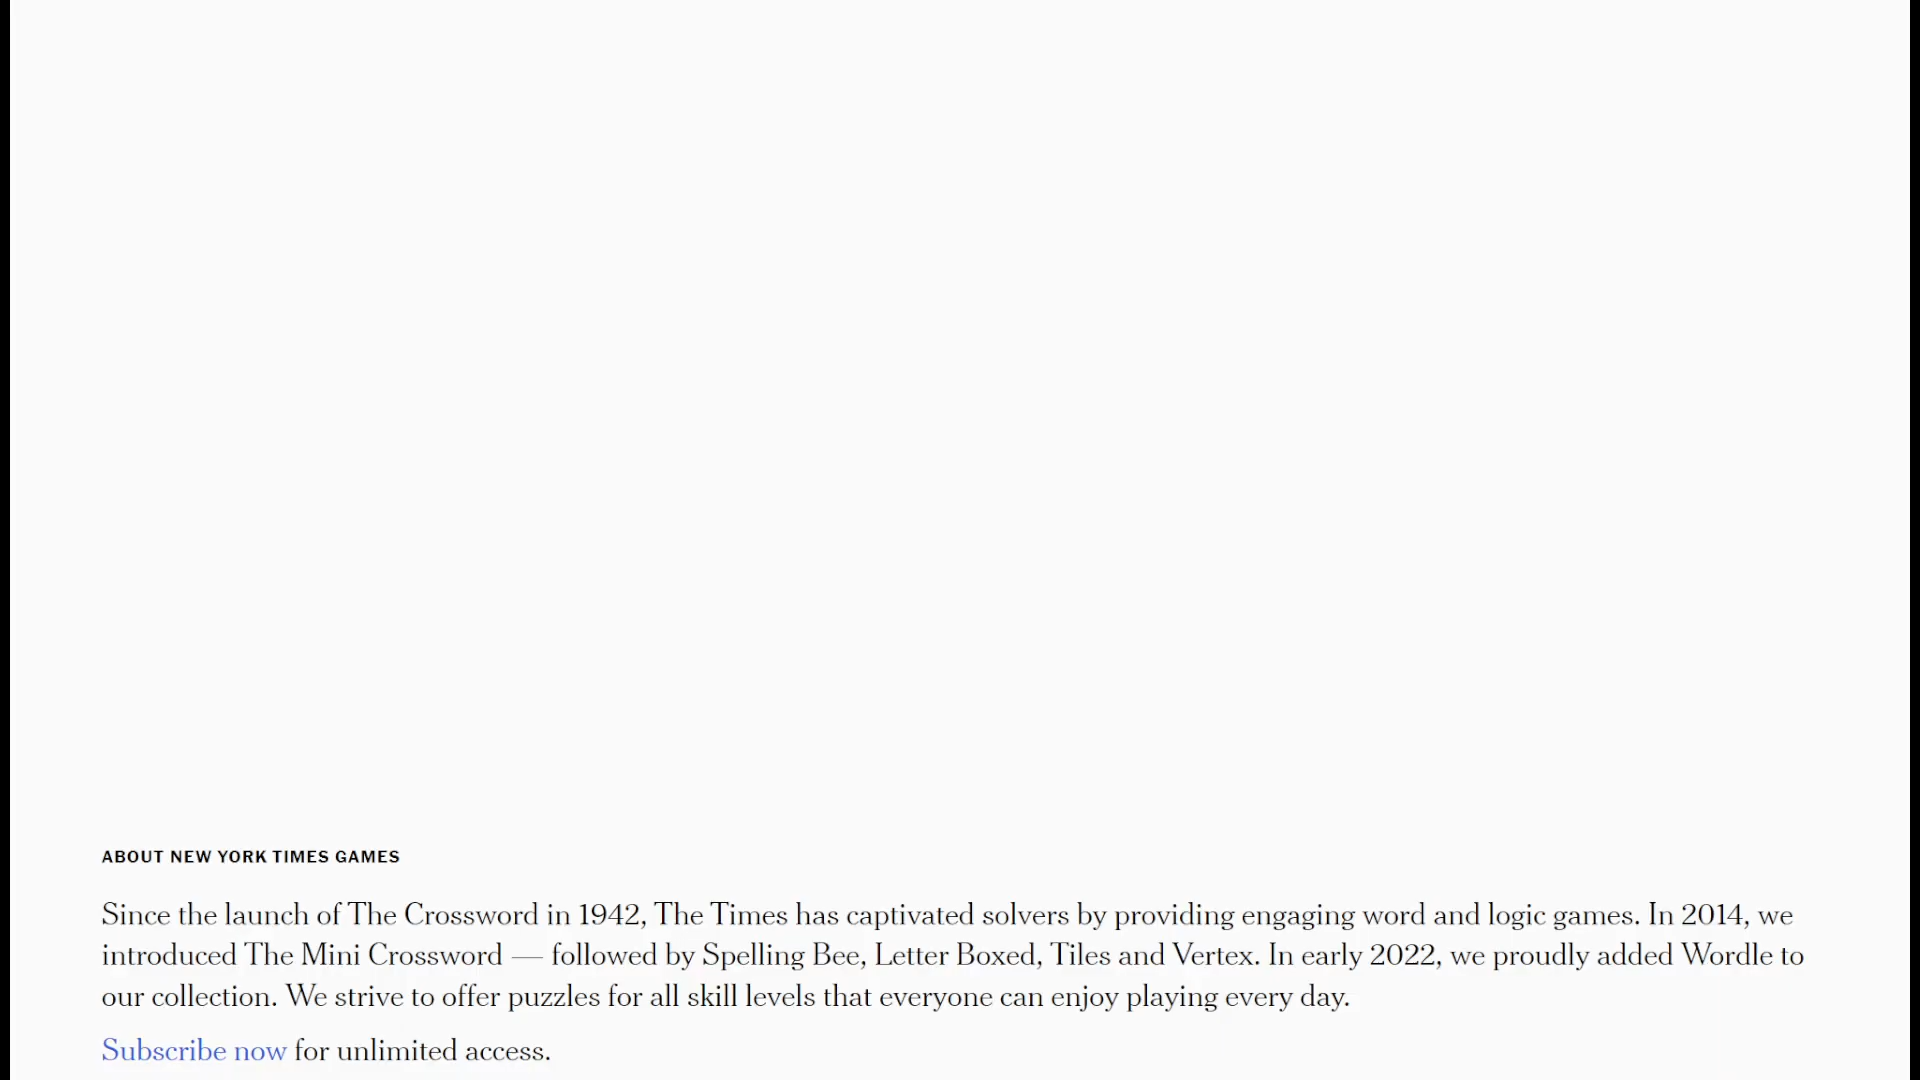 ABOUT NEW YORK TIMES GAMES
Since the launch of The Crossword in 1942, The Times has captivated solvers by providing engaging word and logic games. In 2014, we
introduced The Mini Crossword — followed by Spelling Bee, Letter Boxed, Tiles and Vertex. In early 2022, we proudly added Wordle to
our collection. We strive to offer puzzles for all skill levels that everyone can enjoy playing every day.
Subscribe now for unlimited access.